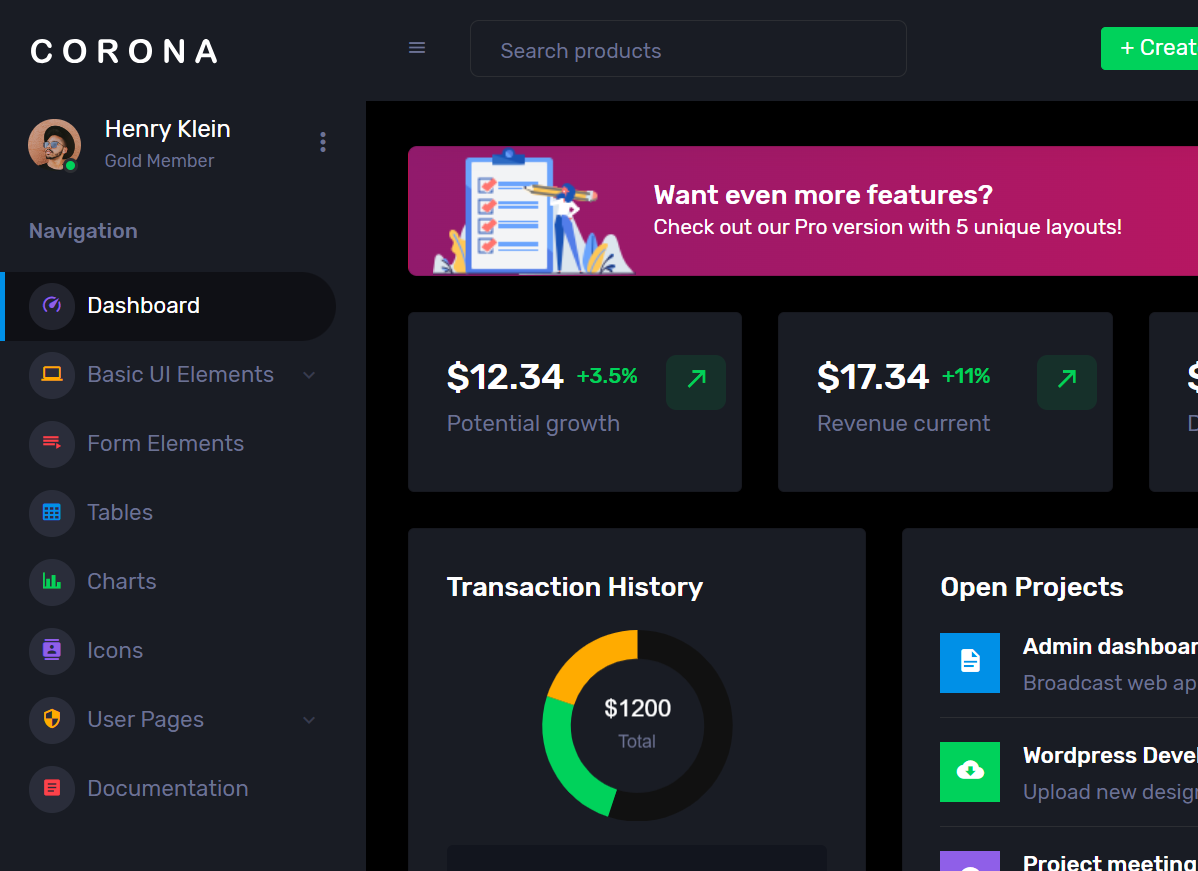 CORONA
Search products
+ Creat
Henry Klein
Gold Member
Navigation
Dashboard
Basic UI Elements
Form Elements
Tables
Charts
Icons
User Pages
Documentation
Want even more features?
Check out our Pro version with 5 unique layouts!
$12.34 +3.5%
Potential growth
$17.34 +11%
Revenue current
$
D
Transaction History
$1200
Total
Open Projects
Admin dashboar
Broadcast web ap
Wordpress Devel
Upload new design
Project meeting